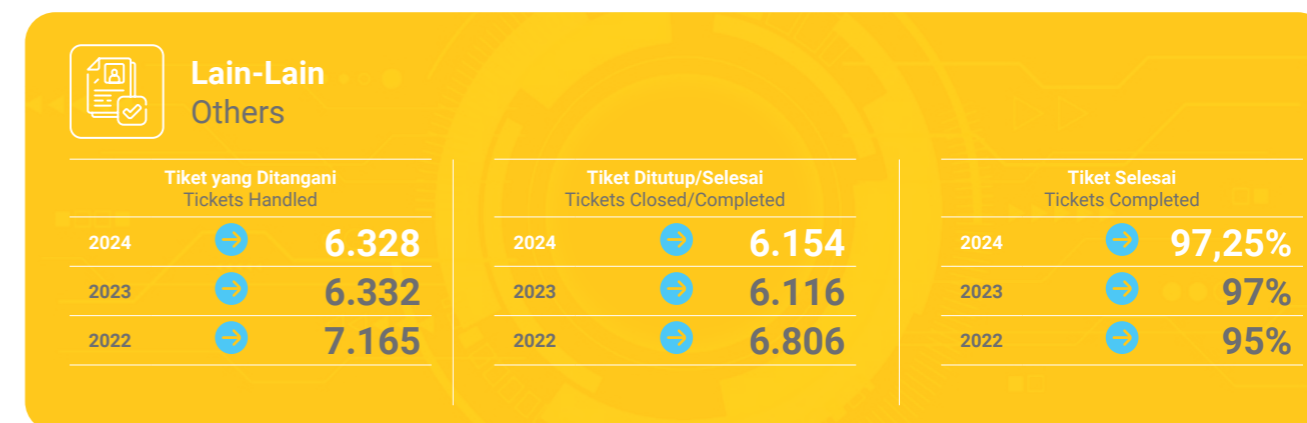 Lain-Lain
Others
Tiket yang Ditangani
Tickets Handled
2024 6.328
2023 6.332
2022 7.165
Tiket Ditutup/Selesai
Tickets Closed/Completed
2024 6.154
2023 6.116
2022 6.806
Tiket Selesai
Tickets Completed
2024 97,25%
2023 97%
2022 95%